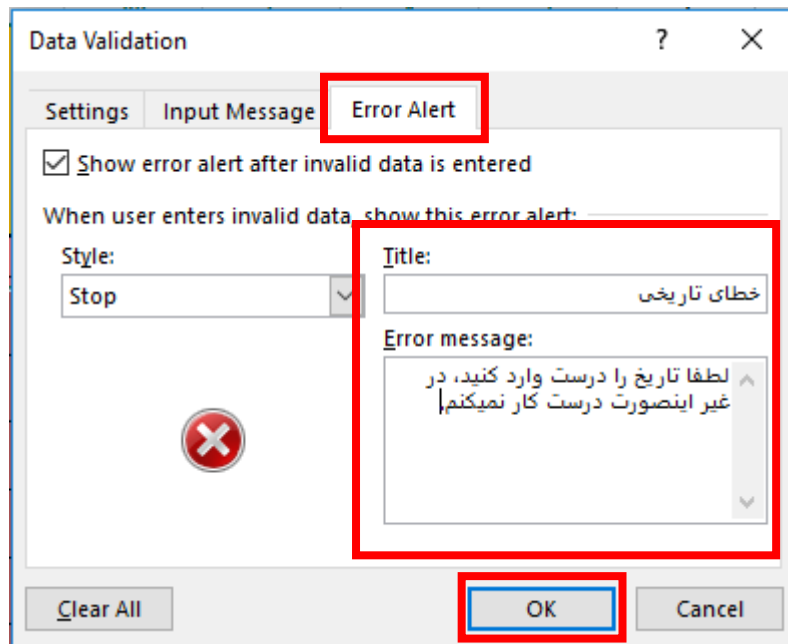 Data Validation
?
Settings
Input Message
Error Alert
Show error alert after invalid data is entered
When user enters invalid data, show this error alert:
Style:
Stop
Title:
خطای تاریخی
Error message:
لطفا تاریخ را درست وارد کنید، در
غیر اینصورت درست کار نمیکنم.
Clear All
OK
Cancel